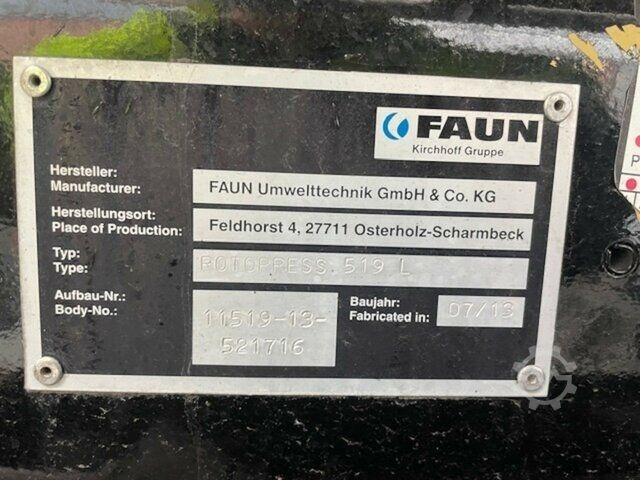 FAUN
Kirchhoff Gruppe
Hersteller:
Manufacturer: FAUN Umwelttechnik GmbH & Co. KG
Herstellungsort:
Place of Production: Feldhorst 4, 27711 Osterholz-Scharmbeck
Typ:
Type: ROTOPRESS 519 L
Aufbau-Nr.:
Body-No.: 11519-13-
521716
Baujahr:
Fabricated in: 07/13
P